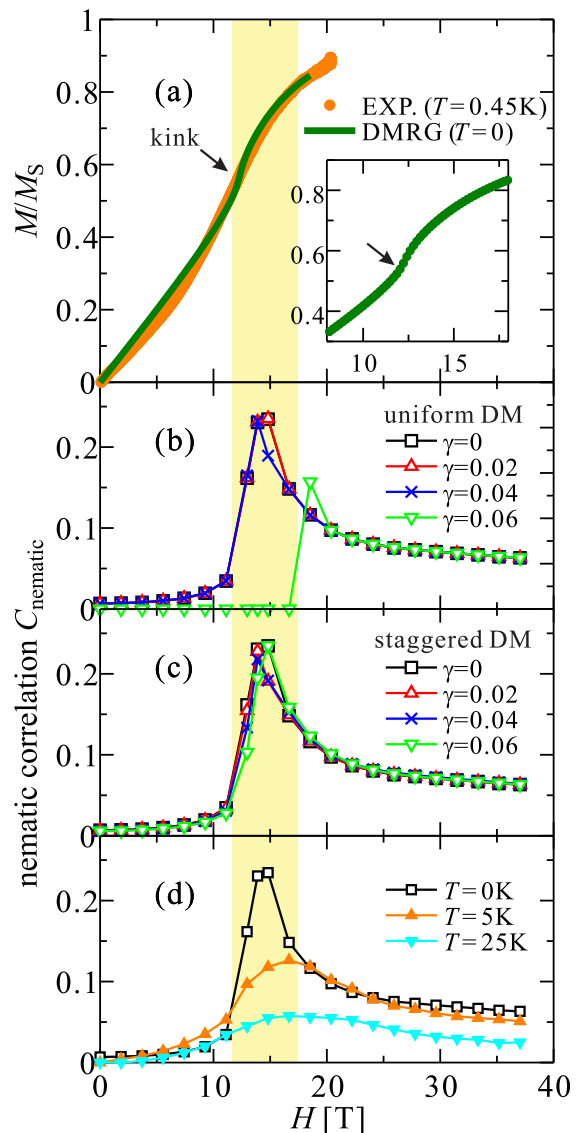 1
0.8
0.6
0.4
0.2
0
M/M_S
(a)
kink
EXP. (T=0.45K)
DMRG (T=0)
0.8
0.6
0.4
10
15
0.2
0.1
0
(b)
uniform DM
γ=0
γ=0.02
γ=0.04
γ=0.06
nematic correlation C_nematic
0.2
0.1
0
(c)
staggered DM
γ=0
γ=0.02
γ=0.04
γ=0.06
0.2
0.1
0
(d)
T=0K
T=5K
T=25K
0
10
20
30
40
H [T]